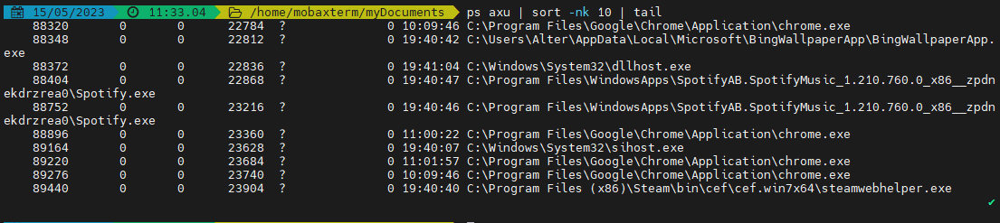 15/05/2023 11:33.04 /home/mobaxterm/myDocuments ps axu | sort -nk 10 | tail
88320 0 0 22784 ? 0 10:09:46 C:\Program Files\Google\Chrome\Application\chrome.exe
88348 0 0 22812 ? 0 19:40:42 C:\Users\Alter\AppData\Local\Microsoft\BingWallpaperApp\BingWallpaperApp.
exe
88372 0 0 22836 ? 0 19:41:04 C:\Windows\System32\dllhost.exe
88404 0 0 22868 ? 0 19:40:47 C:\Program Files\WindowsApps\SpotifyAB.SpotifyMusic_1.210.760.0_x86__zpdn
ekdrzrea0\Spotify.exe
88752 0 0 23216 ? 0 19:40:46 C:\Program Files\WindowsApps\SpotifyAB.SpotifyMusic_1.210.760.0_x86__zpdn
ekdrzrea0\Spotify.exe
88896 0 0 23360 ? 0 11:00:22 C:\Program Files\Google\Chrome\Application\chrome.exe
89164 0 0 23628 ? 0 19:40:07 C:\Windows\System32\sihost.exe
89220 0 0 23684 ? 0 11:01:57 C:\Program Files\Google\Chrome\Application\chrome.exe
89276 0 0 23740 ? 0 10:09:46 C:\Program Files\Google\Chrome\Application\chrome.exe
89440 0 0 23904 ? 0 19:40:40 C:\Program Files (x86)\Steam\bin\cef\cef.win7x64\steamwebhelper.exe
✔